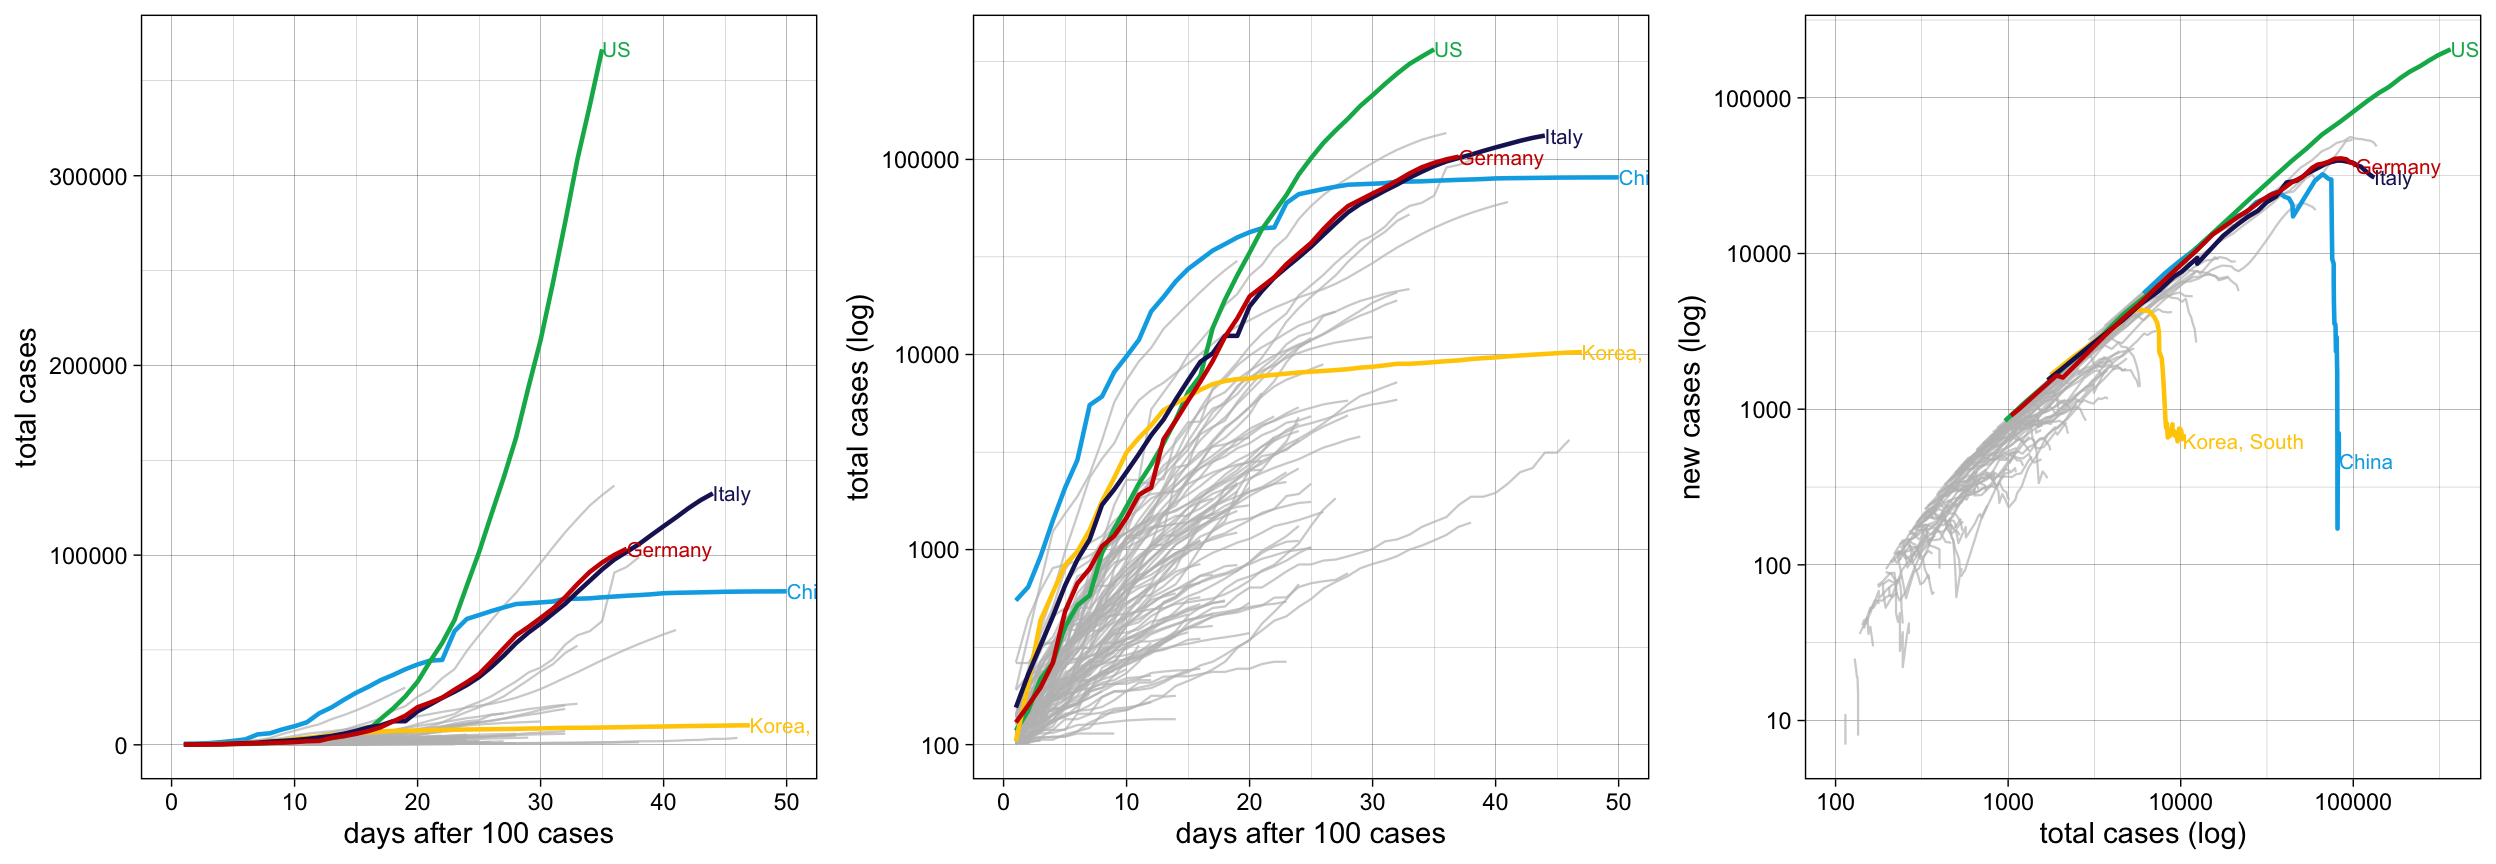 total cases
300000
200000
100000
0
US
Italy
Germany
Chi
Korea,
0 10 20 30 40 50
days after 100 cases
total cases (log)
100000
10000
1000
100
US
Italy
Germany
Chi
Korea,
0 10 20 30 40 50
days after 100 cases
new cases (log)
100000
10000
1000
100
10
US
Germany
Italy
Korea, South
China
100 1000 10000 100000
total cases (log)